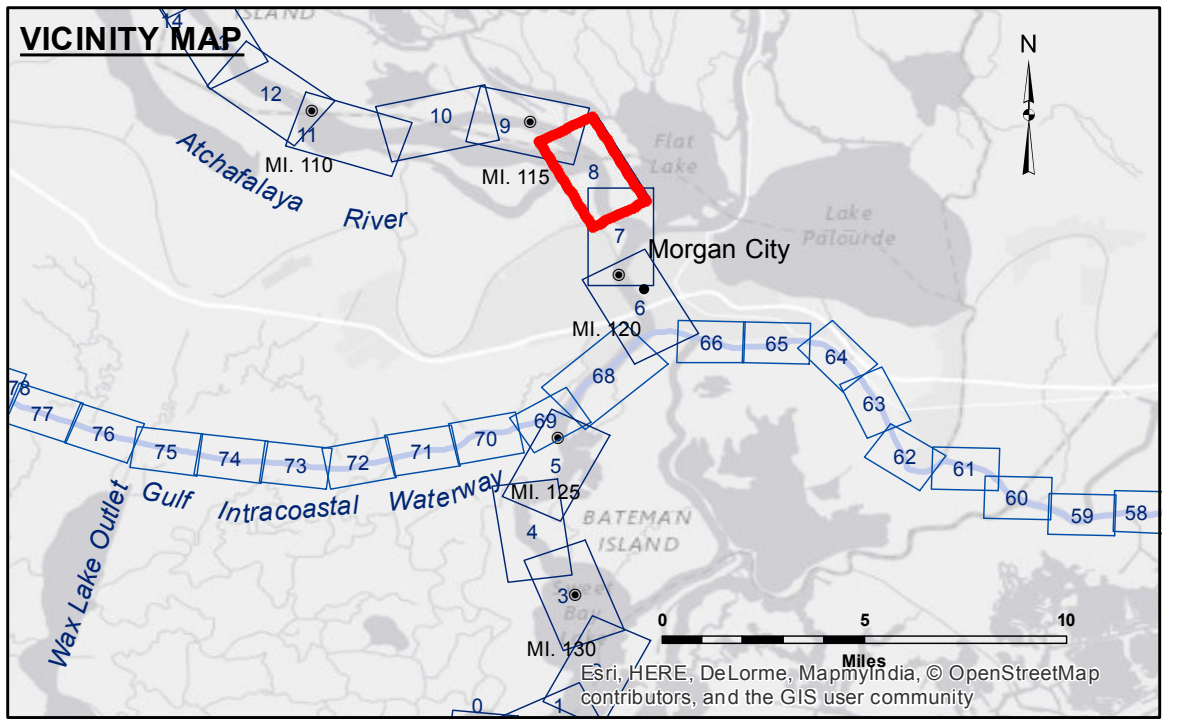 ISLAND
14
VICINITY MAP
N
12
11
10
9
8
Flat
Lake
MI. 110
MI. 115
Atchafalaya
River
7
Lake
Palourde
Morgan City
6
MI. 120
66
65
64
68
63
78
77
76
75
74
73
72
71
70
69
62
61
60
59
58
5
MI. 125
Gulf Intracoastal Waterway
Wax Lake Outlet
4
BATEMAN
ISLAND
3
Sweet
Bay
MI. 130
0 5 10
Miles
Esri, HERE, DeLorme, MapmyIndia, © OpenStreetMap
contributors, and the GIS user community
0
1